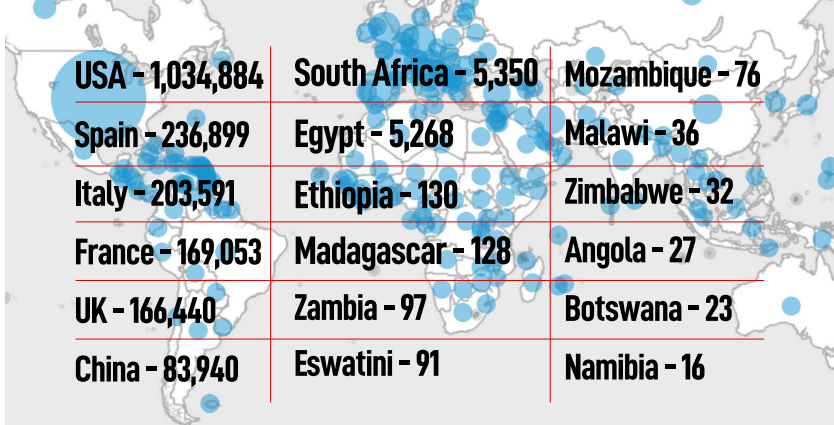 USA - 1,034,884
Spain - 236,899
Italy - 203,591
France - 169,053
UK - 166,440
China - 83,940
South Africa - 5,350
Egypt - 5,268
Ethiopia - 130
Madagascar - 128
Zambia - 97
Eswatini - 91
Mozambique - 76
Malawi - 36
Zimbabwe - 32
Angola - 27
Botswana - 23
Namibia - 16